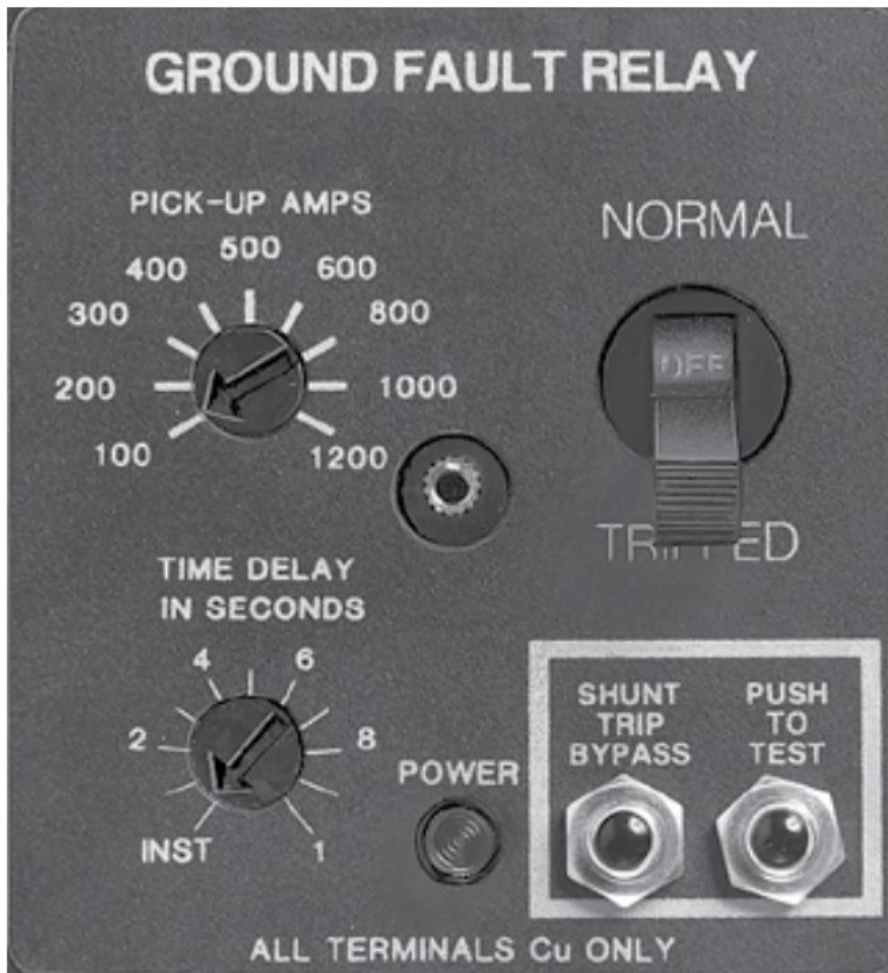 GROUND FAULT RELAY
PICK-UP AMPS
500
400
600
300
800
200
1000
100
1200
NORMAL
OFF
TRIPPED
TIME DELAY
IN SECONDS
4
6
2
8
INST
1
POWER
SHUNT
TRIP
BYPASS
PUSH
TO
TEST
ALL TERMINALS Cu ONLY